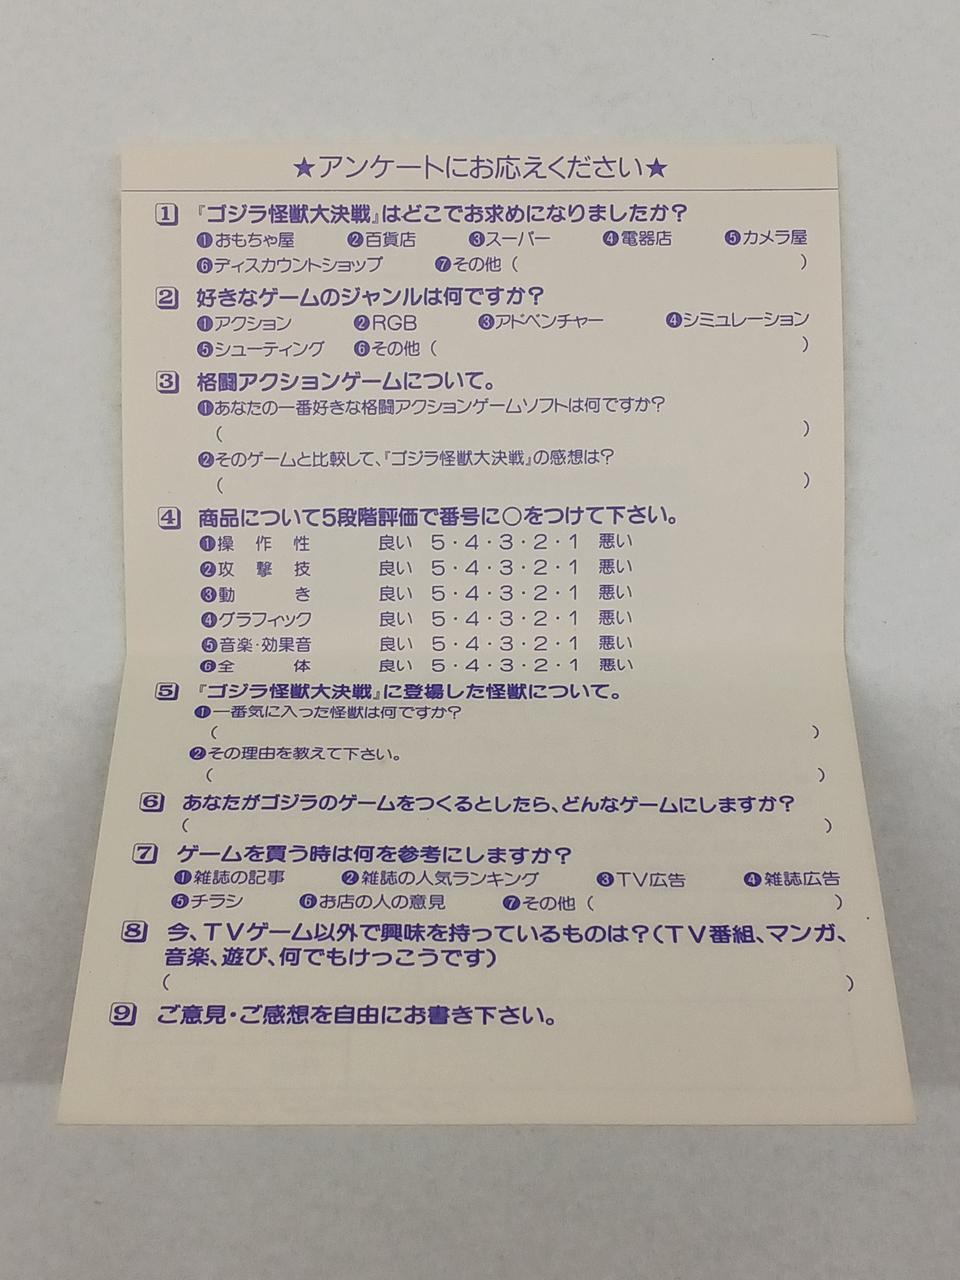 ★アンケートにお応えください★
1 『ゴジラ怪獣大決戦』はどこでお求めになりましたか?
❶おもちゃ屋 ❷百貨店 ❸スーパー ❹電器店 ❺カメラ屋
❻ディスカウントショップ ❼その他 ( )
2 好きなゲームのジャンルは何ですか?
❶アクション ❷RGB ❸アドベンチャー ❹シミュレーション
❺シューティング ❻その他 ( )
3 格闘アクションゲームについて。
❶あなたの一番好きな格闘アクションゲームソフトは何ですか?
( )
❷そのゲームと比較して、『ゴジラ怪獣大決戦』の感想は?
( )
4 商品について5段階評価で番号に○をつけて下さい。
❶操作性 良い 5・4・3・2・1 悪い
❷攻撃技 良い 5・4・3・2・1 悪い
❸動き 良い 5・4・3・2・1 悪い
❹グラフィック 良い 5・4・3・2・1 悪い
❺音楽・効果音 良い 5・4・3・2・1 悪い
❻全体 良い 5・4・3・2・1 悪い
5 『ゴジラ怪獣大決戦』に登場した怪獣について。
❶一番気に入った怪獣は何ですか?
( )
❷その理由を教えて下さい。
( )
6 あなたがゴジラのゲームをつくるとしたら、どんなゲームにしますか?
( )
7 ゲームを買う時は何を参考にしますか?
❶雑誌の記事 ❷雑誌の人気ランキング ❸TV広告 ❹雑誌広告
❺チラシ ❻お店の人の意見 ❼その他 ( )
8 今、TVゲーム以外で興味を持っているものは?(TV番組、マンガ、
音楽、遊び、何でもけっこうです)
( )
9 ご意見・ご感想を自由にお書き下さい。